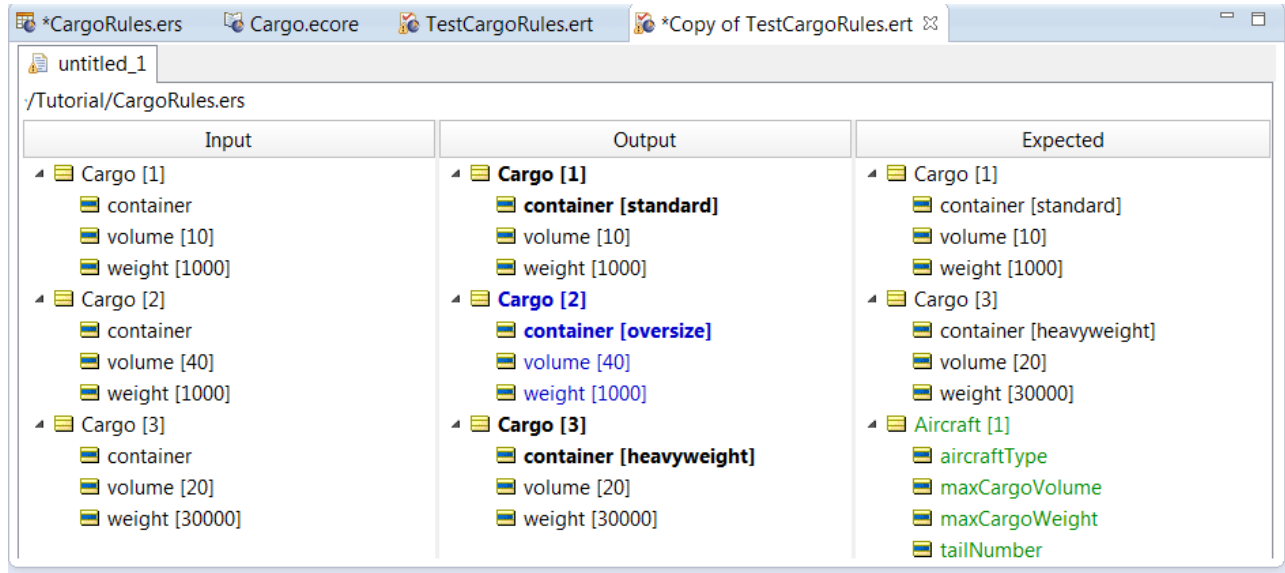 *CargoRules.ers Cargo.ecore TestCargoRules.ert *Copy of TestCargoRules.ert
untitled_1
/Tutorial/CargoRules.ers
Input Output Expected
Cargo [1] Cargo [1] Cargo [1]
container container [standard] container [standard]
volume [10] volume [10] volume [10]
weight [1000] weight [1000] weight [1000]
Cargo [2] Cargo [2] Cargo [3]
container container [oversize] container [heavyweight]
volume [40] volume [40] volume [20]
weight [1000] weight [1000] weight [30000]
Cargo [3] Cargo [3] Aircraft [1]
container container [heavyweight] aircraftType
volume [20] volume [20] maxCargoVolume
weight [30000] weight [30000] maxCargoWeight
tailNumber